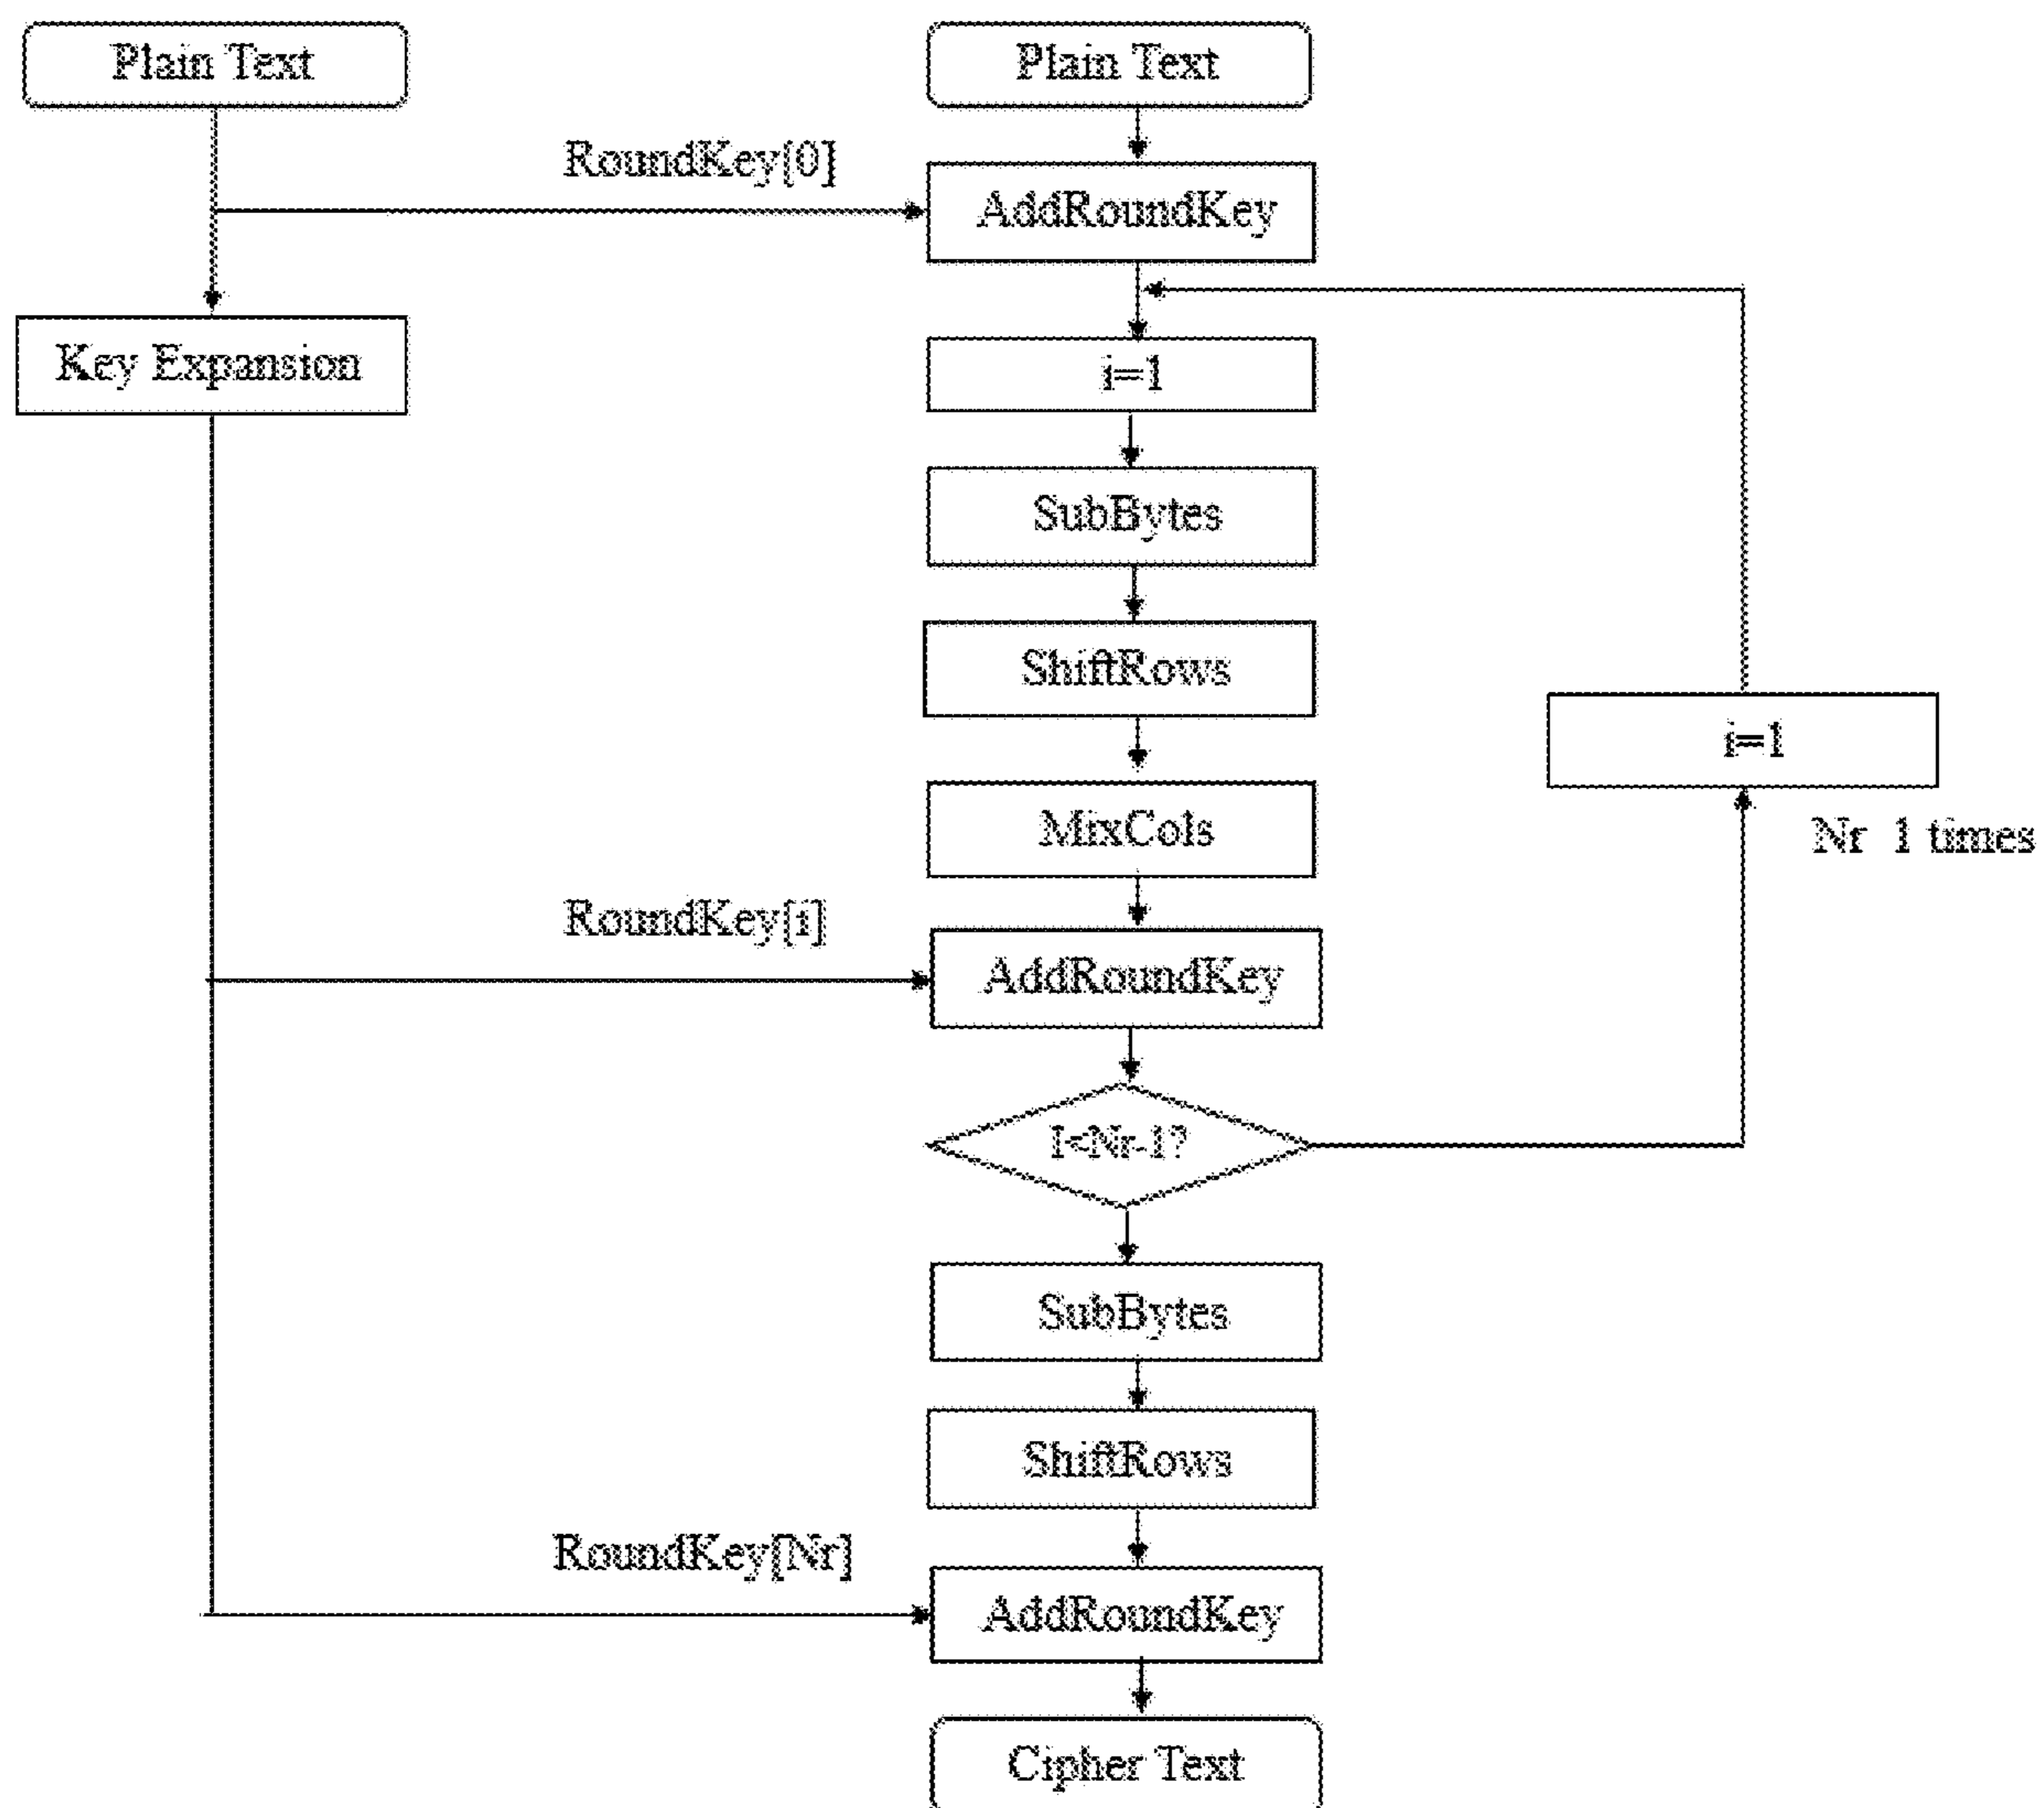 Plain Text
Plain Text
RoundKey[0]
AddRoundKey
Key Expansion
i=1
SubBytes
ShiftRows
i=1
MixCols
Nr 1 times
RoundKey[i]
AddRoundKey
I<Nr-1?
SubBytes
ShiftRows
RoundKey[Nr]
AddRoundKey
Cipher Text